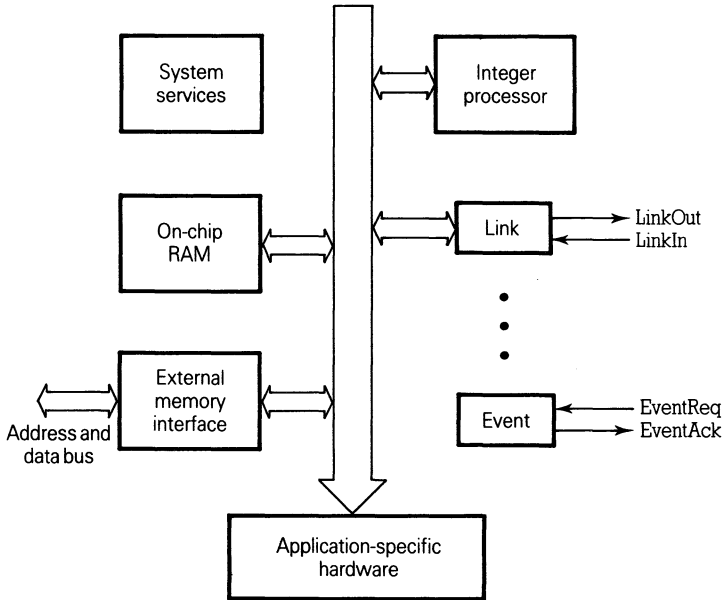 System
services
Integer
processor
On-chip
RAM
Link
LinkOut
LinkIn
External
memory
interface
Address and
data bus
Event
EventReq
EventAck
Application-specific
hardware